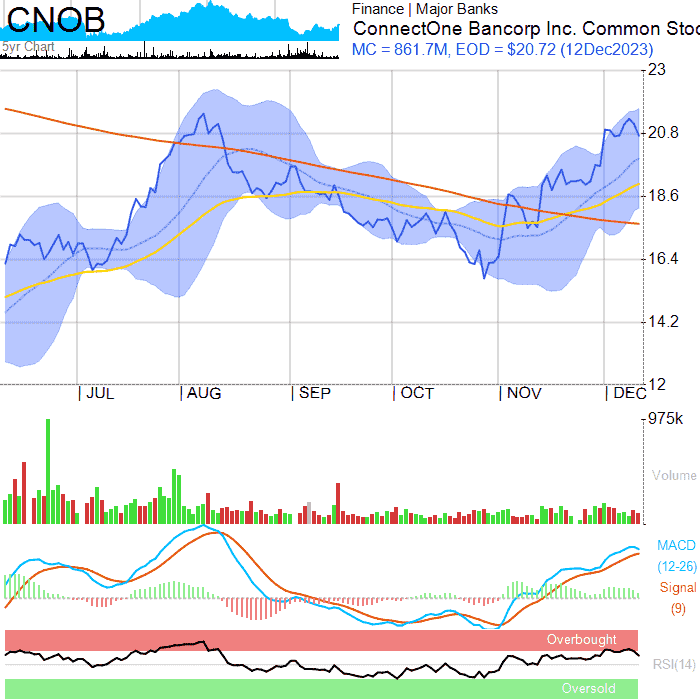 CNOB
5yr Chart
Finance | Major Banks
ConnectOne Bancorp Inc. Common Stoc
MC = 861.7M, EOD = $20.72 (12Dec2023)
23
20.8
18.6
16.4
14.2
12
| JUL | AUG | SEP | OCT | NOV | DEC
975k
Volume
MACD
(12-26)
Signal
(9)
Overbought
RSI(14)
Oversold